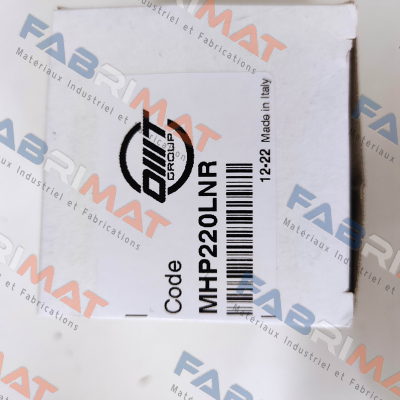 OMT
GROUP
Code
MHP220LNR
12-22 Made in Italy
FABRIMAT
Materiaux Industriel et Fabrications